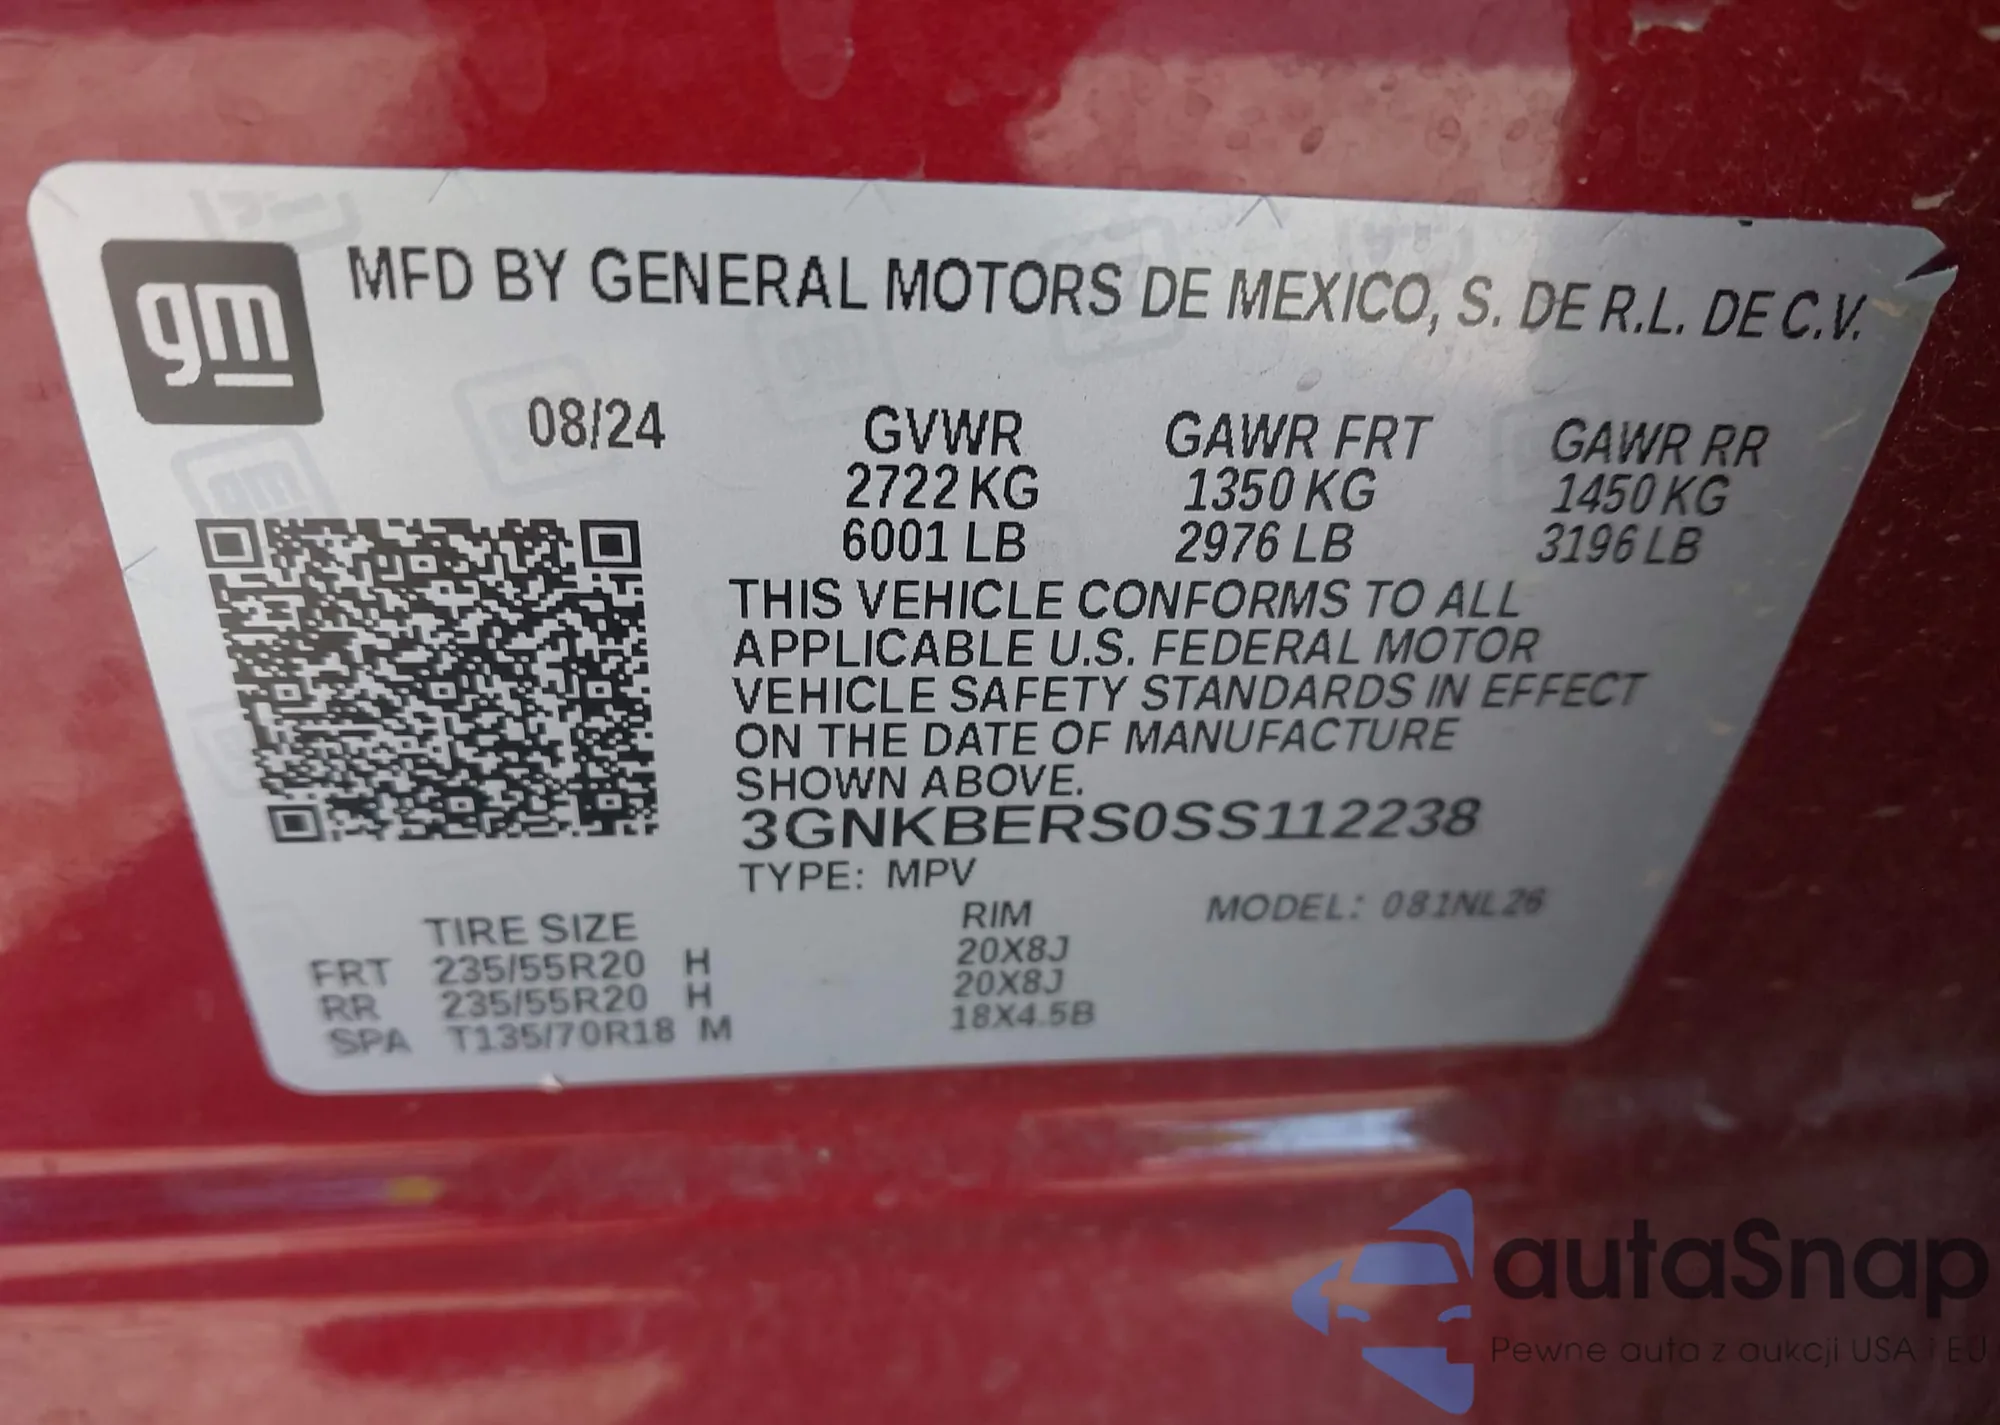 gm
MFD BY GENERAL MOTORS DE MEXICO, S. DE R.L. DE C.V.
08/24 GVWR GAWR FRT GAWR RR
2722 KG 1350 KG 1450 KG
6001 LB 2976 LB 3196 LB
THIS VEHICLE CONFORMS TO ALL
APPLICABLE U.S. FEDERAL MOTOR
VEHICLE SAFETY STANDARDS IN EFFECT
ON THE DATE OF MANUFACTURE
SHOWN ABOVE.
3GNKBERS0SS112238
TYPE: MPV
MODEL: 081NL26
TIRE SIZE RIM
FRT 235/55R20 H 20X8J
RR 235/55R20 H 20X8J
SPA T135/70R18 M 18X4.5B
autaSnap
Pewne auta z aukcji USA i EU